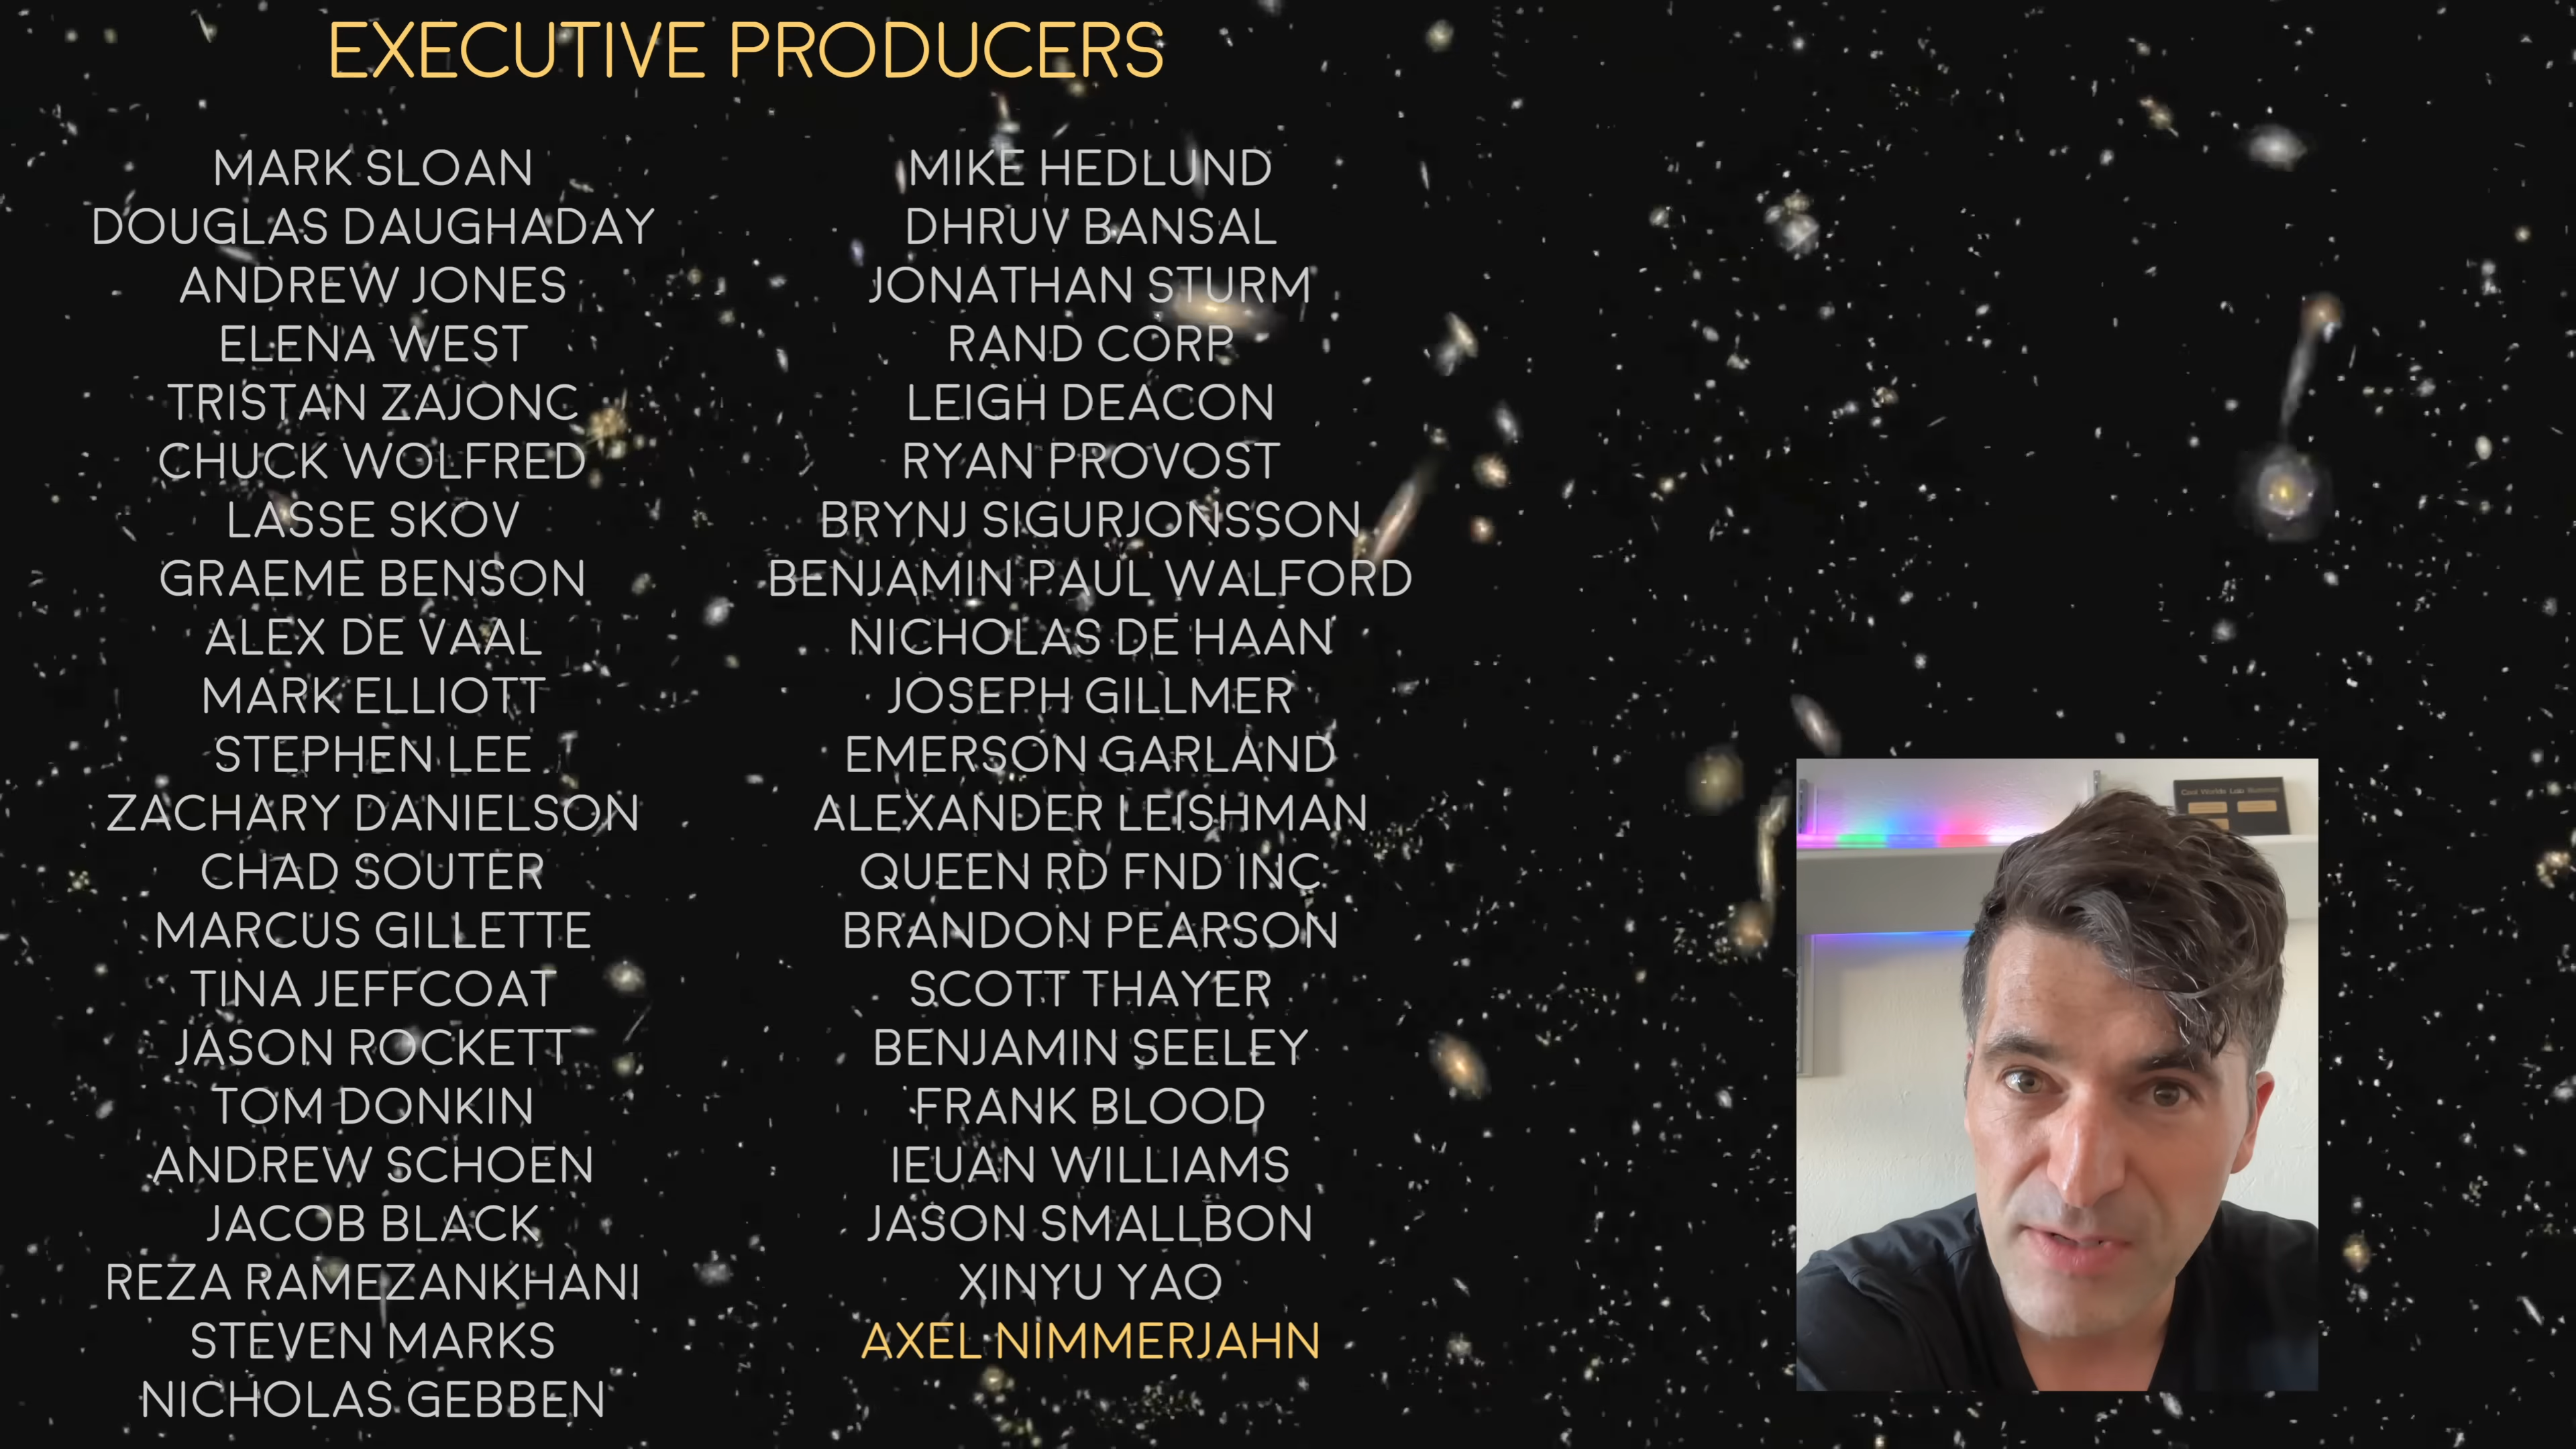 EXECUTIVE PRODUCERS
MARK SLOAN
DOUGLAS DAUGHADAY
ANDREW JONES
ELENA WEST
TRISTAN ZAJONC
CHUCK WOLFRED
LASSE SKOV
GRAEME BENSON
ALEX DE VAAL
MARK ELLIOTT
STEPHEN LEE
ZACHARY DANIELSON
CHAD SOUTER
MARCUS GILLETTE
TINA JEFFCOAT
JASON ROCKETT
TOM DONKIN
ANDREW SCHOEN
JACOB BLACK
REZA RAMEZANKHANI
STEVEN MARKS
NICHOLAS GEBBEN
MIKE HEDLUND
DHRUV BANSAL
JONATHAN STURM
RAND CORP
LEIGH DEACON
RYAN PROVOST
BRYNJ SIGURJONSSON
BENJAMIN PAUL WALFORD
NICHOLAS DE HAAN
JOSEPH GILLMER
EMERSON GARLAND
ALEXANDER LEISHMAN
QUEEN RD FND INC
BRANDON PEARSON
SCOTT THAYER
BENJAMIN SEELEY
FRANK BLOOD
IEUAN WILLIAMS
JASON SMALLBON
XINYU YAO
AXEL NIMMERJAHN
Cool Worlds Lab